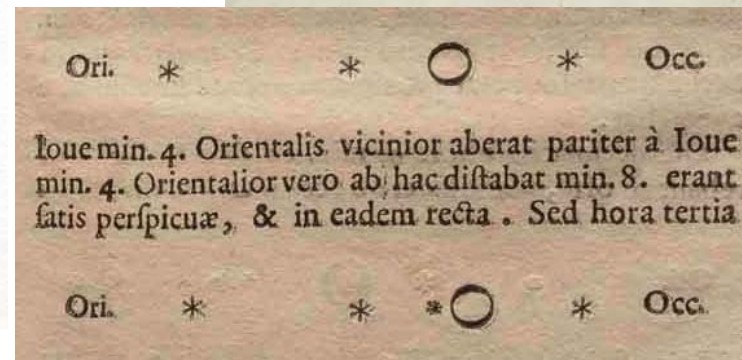 Ori. * * O * Occ.
Ioue min. 4. Orientalis vicinior aberat pariter à Ioue
min. 4. Orientalior vero ab hac diſtabat min. 8. erant
ſatis perſpicuæ, & in eadem recta. Sed hora tertia
Ori. * * * O * Occ.